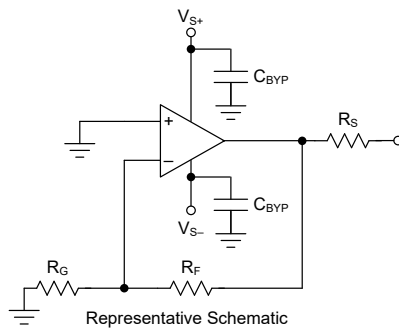 VS+
CBYP
+
RS
−
CBYP
VS−
RG
RF
Representative Schematic